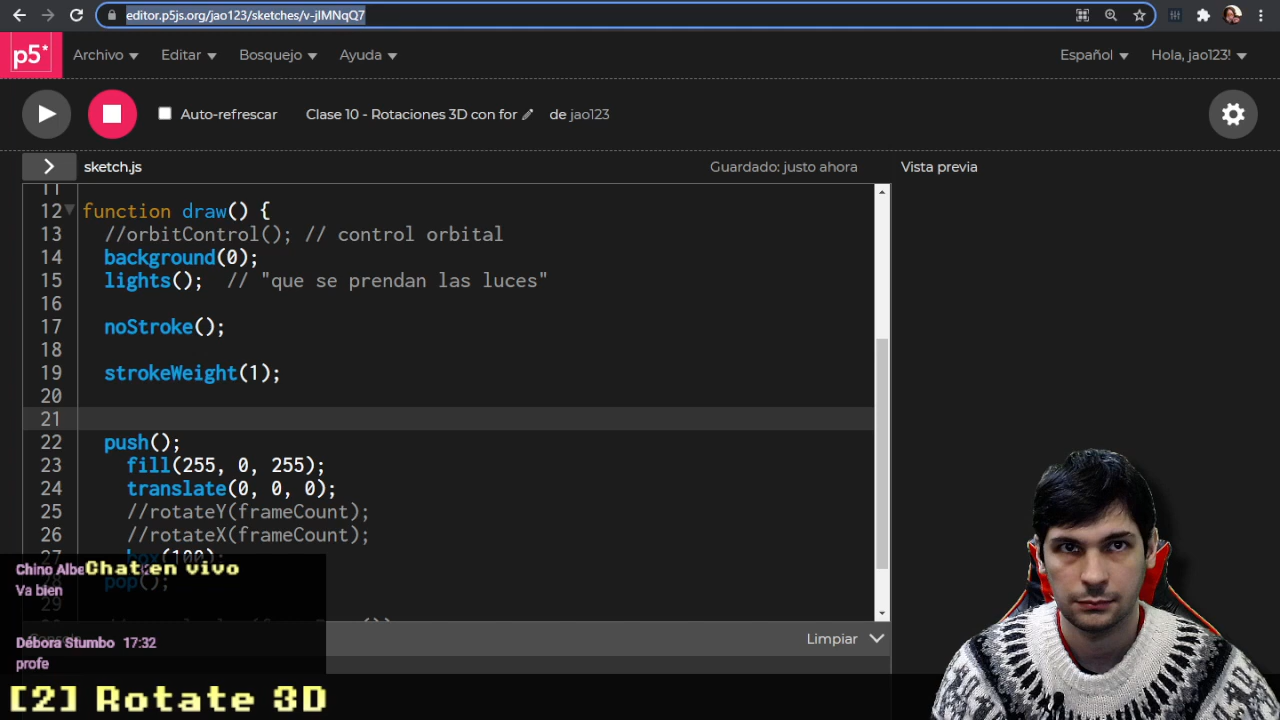 editor.p5js.org/jao123/sketches/v-jIMNqQ7
p5*
Archivo
Editar
Bosquejo
Ayuda
Español
Hola, jao123!
Auto-refrescar
Clase 10 - Rotaciones 3D con for
de jao123
sketch.js
Guardado: justo ahora
Vista previa
11
12 function draw() {
13 //orbitControl(); // control orbital
14 background(0);
15 lights(); // "que se prendan las luces"
16
17 noStroke();
18
19 strokeWeight(1);
20
21
22 push();
23 fill(255, 0, 255);
24 translate(0, 0, 0);
25 //rotateY(frameCount);
26 //rotateX(frameCount);
27 box(100);
28 pop();
29
Limpiar
Chat en vivo
Chino Albe
Va bien
Débora Stumbo 17:32
profe
[2] Rotate 3D